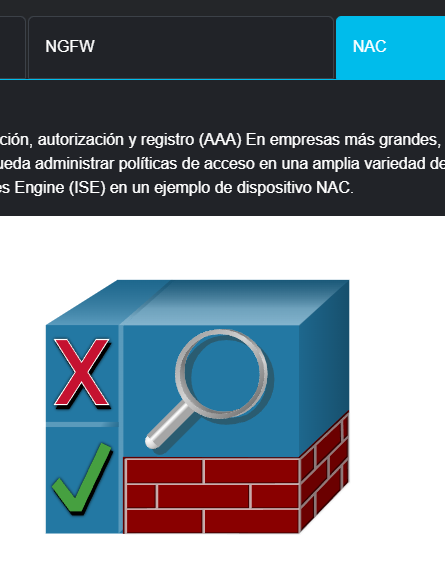 NGFW
NAC
ción, autorización y registro (AAA) En empresas más grandes,
ueda administrar políticas de acceso en una amplia variedad de
es Engine (ISE) en un ejemplo de dispositivo NAC.